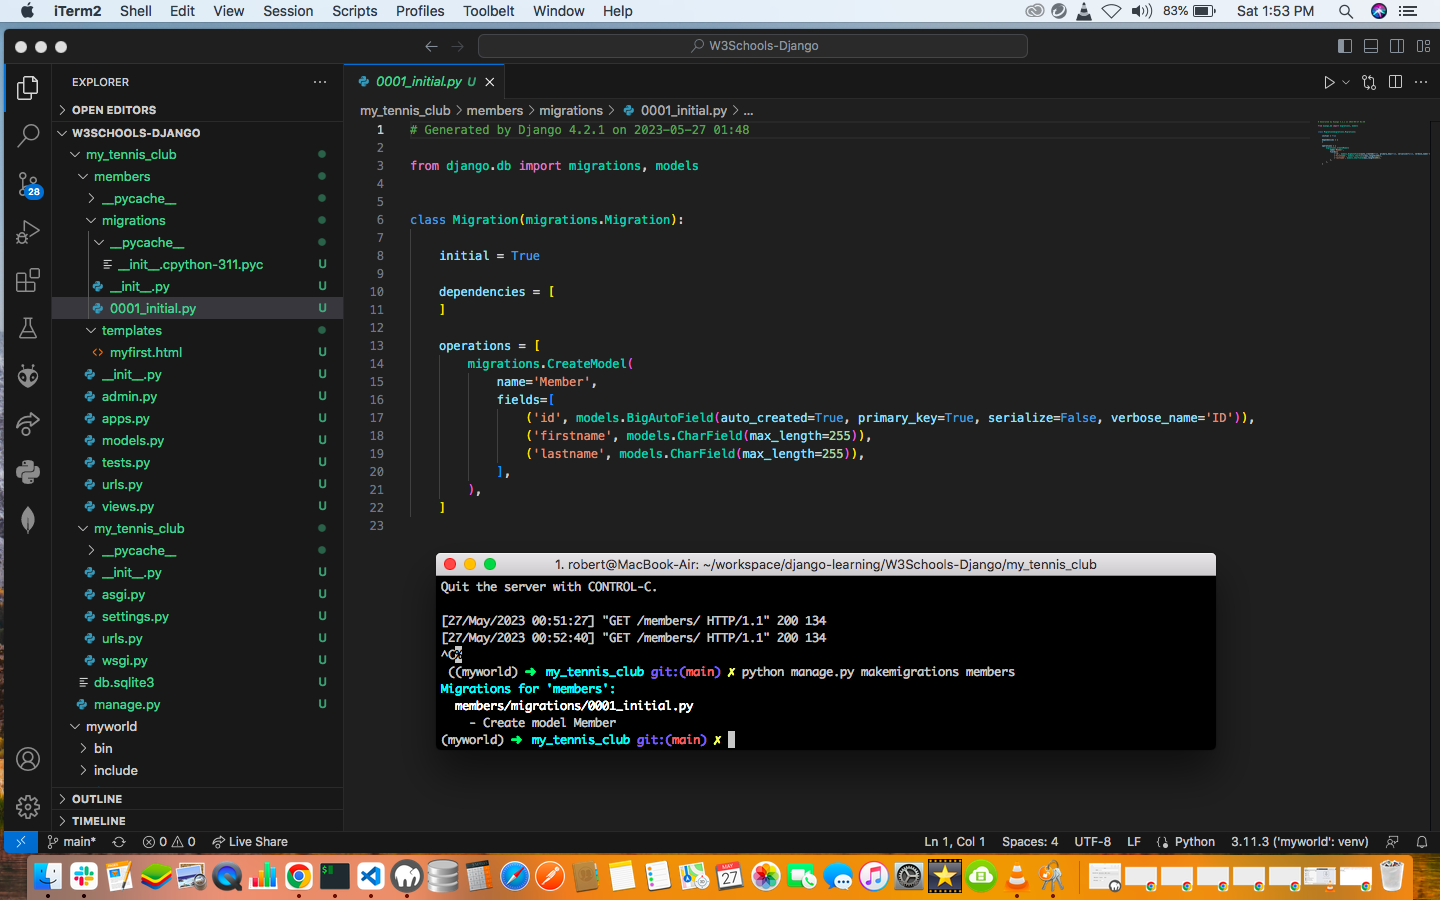 iTerm2 Shell Edit View Session Scripts Profiles Toolbelt Window Help 83% Sat 1:53 PM
W3Schools-Django
EXPLORER
OPEN EDITORS
W3SCHOOLS-DJANGO
my_tennis_club
members
__pycache__
migrations
__pycache__
__init__.cpython-311.pyc U
__init__.py U
0001_initial.py U
templates
myfirst.html U
__init__.py U
admin.py U
apps.py U
models.py U
tests.py U
urls.py U
views.py U
my_tennis_club
__pycache__
__init__.py U
asgi.py U
settings.py U
urls.py U
wsgi.py U
db.sqlite3 U
manage.py U
myworld
bin
include
OUTLINE
TIMELINE
28
0001_initial.py U
my_tennis_club > members > migrations > 0001_initial.py > ...
1 # Generated by Django 4.2.1 on 2023-05-27 01:48
2
3 from django.db import migrations, models
4
5
6 class Migration(migrations.Migration):
7
8 initial = True
9
10 dependencies = [
11 ]
12
13 operations = [
14 migrations.CreateModel(
15 name='Member',
16 fields=[
17 ('id', models.BigAutoField(auto_created=True, primary_key=True, serialize=False, verbose_name='ID')),
18 ('firstname', models.CharField(max_length=255)),
19 ('lastname', models.CharField(max_length=255)),
20 ],
21 ),
22 ]
23
1. robert@MacBook-Air: ~/workspace/django-learning/W3Schools-Django/my_tennis_club
Quit the server with CONTROL-C.
[27/May/2023 00:51:27] "GET /members/ HTTP/1.1" 200 134
[27/May/2023 00:52:40] "GET /members/ HTTP/1.1" 200 134
^C%
((myworld) ➜ my_tennis_club git:(main) ✗ python manage.py makemigrations members
Migrations for 'members':
members/migrations/0001_initial.py
- Create model Member
(myworld) ➜ my_tennis_club git:(main) ✗
main* 0 0 Live Share Ln 1, Col 1 Spaces: 4 UTF-8 LF Python 3.11.3 ('myworld': venv)
MAY
27